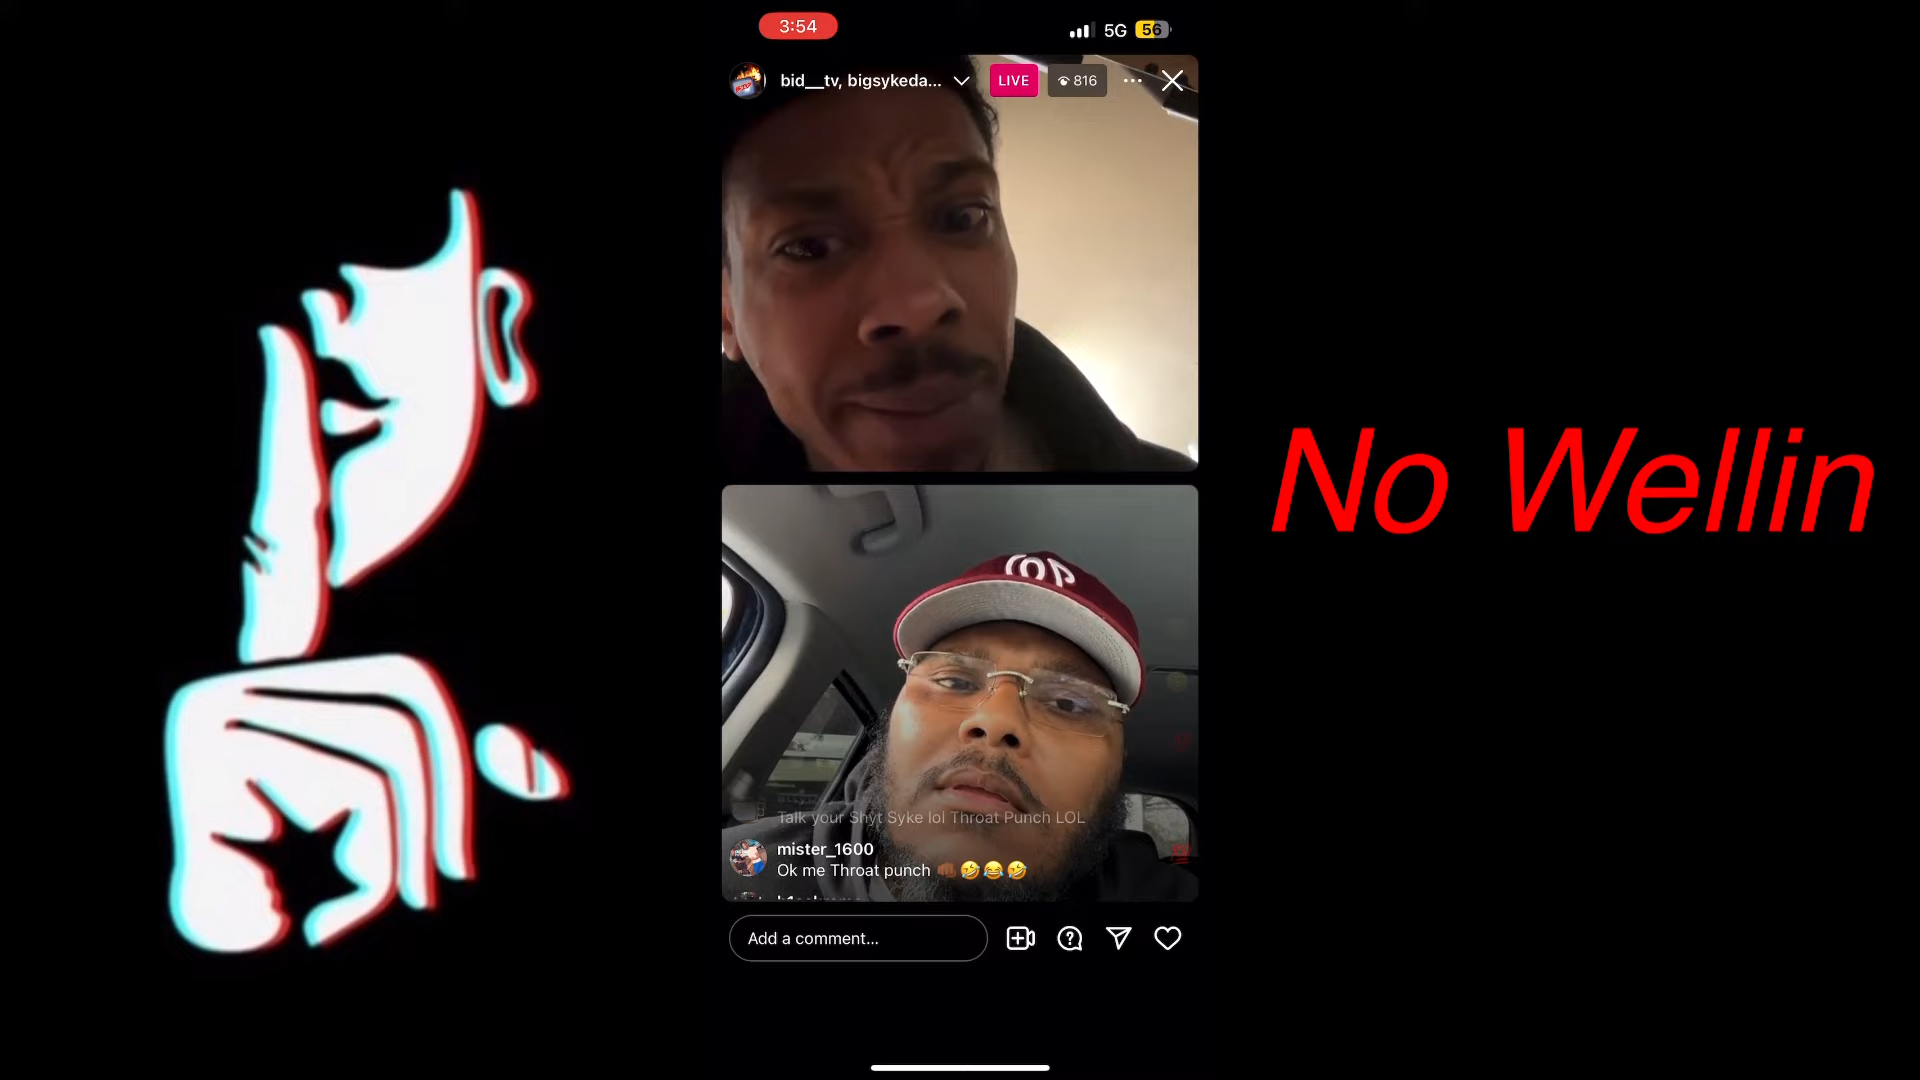 3:54
5G 56
bid__tv, bigsykeda... LIVE 816
No Wellin
Talk your Shyt Syke lol Throat Punch LOL
mister_1600
Ok me Throat punch 👊🏾🤣😂🤣
Add a comment...